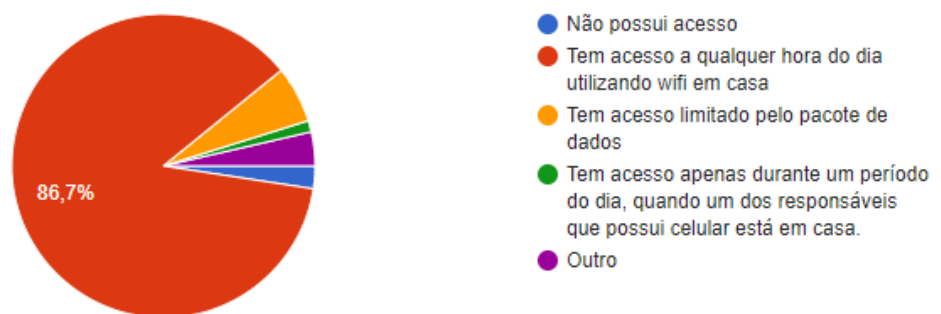 86,7%
Não possui acesso
Tem acesso a qualquer hora do dia
utilizando wifi em casa
Tem acesso limitado pelo pacote de
dados
Tem acesso apenas durante um período
do dia, quando um dos responsáveis
que possui celular está em casa.
Outro